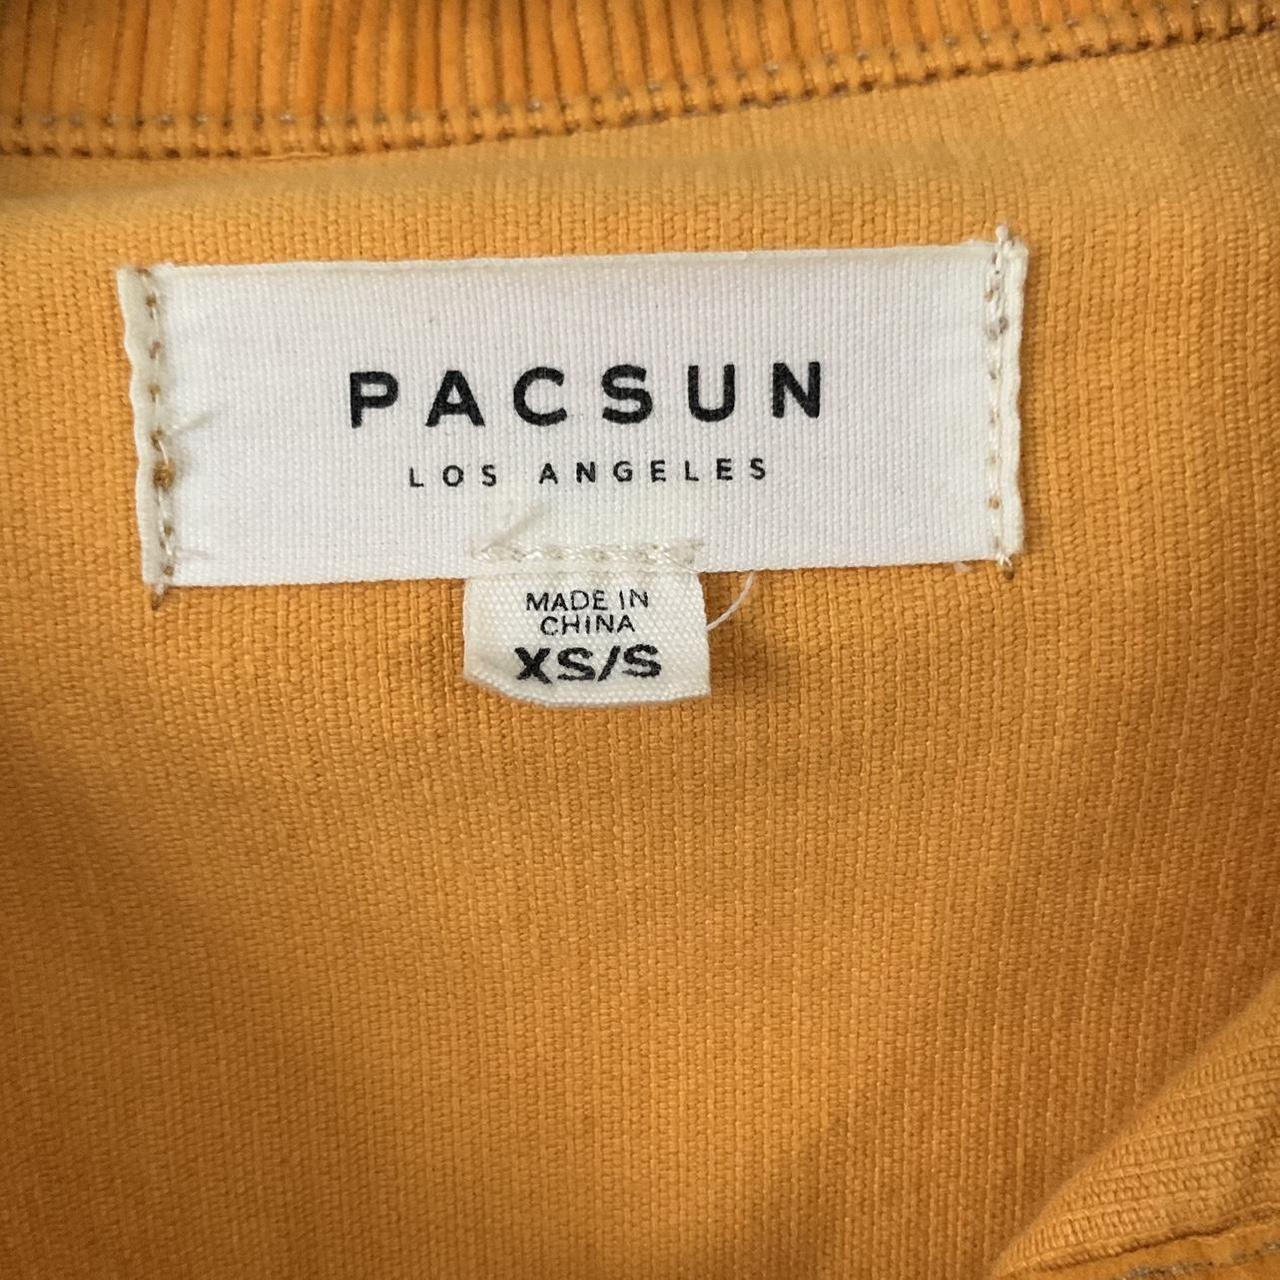 PACSUN
LOS ANGELES
MADE IN
CHINA
XS/S